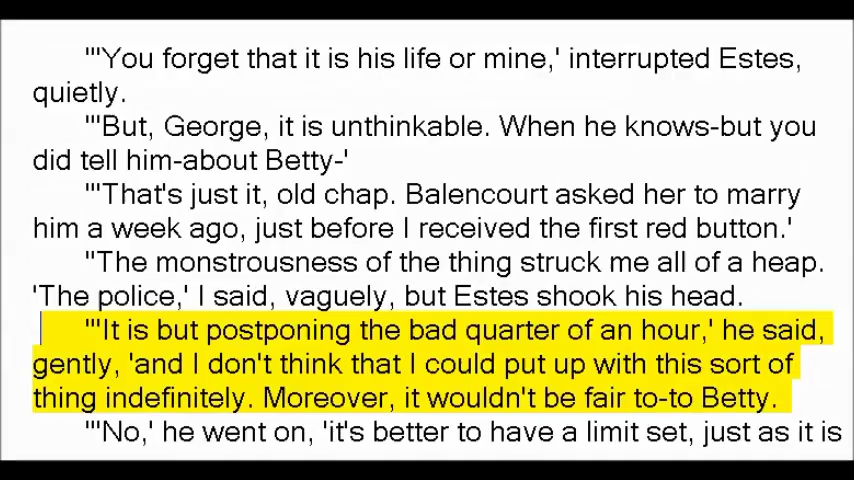 "'You forget that it is his life or mine,' interrupted Estes,
quietly.
"'But, George, it is unthinkable. When he knows-but you
did tell him-about Betty-'
"'That's just it, old chap. Balencourt asked her to marry
him a week ago, just before I received the first red button.'
"The monstrousness of the thing struck me all of a heap.
'The police,' I said, vaguely, but Estes shook his head.
"'It is but postponing the bad quarter of an hour,' he said,
gently, 'and I don't think that I could put up with this sort of
thing indefinitely. Moreover, it wouldn't be fair to-to Betty.
"'No,' he went on, 'it's better to have a limit set, just as it is